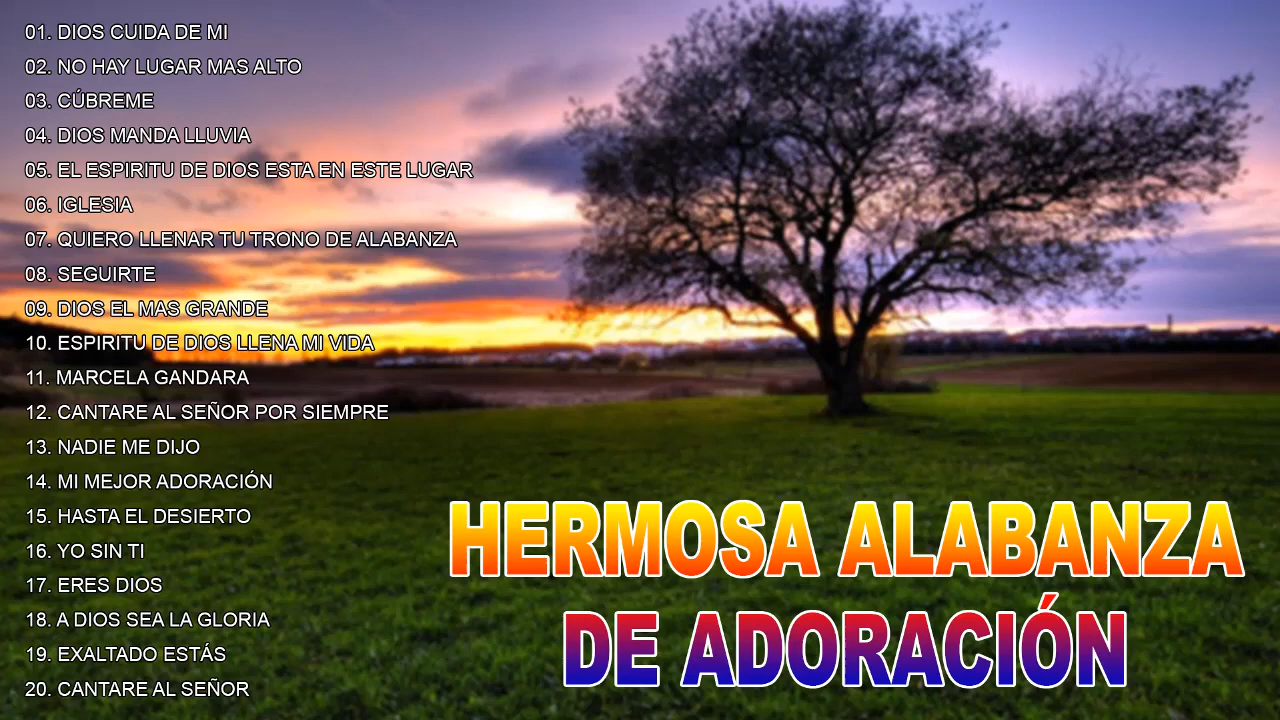 01. DIOS CUIDA DE MI
02. NO HAY LUGAR MAS ALTO
03. CÚBREME
04. DIOS MANDA LLUVIA
05. EL ESPIRITU DE DIOS ESTA EN ESTE LUGAR
06. IGLESIA
07. QUIERO LLENAR TU TRONO DE ALABANZA
08. SEGUIRTE
09. DIOS EL MAS GRANDE
10. ESPIRITU DE DIOS LLENA MI VIDA
11. MARCELA GANDARA
12. CANTARE AL SEÑOR POR SIEMPRE
13. NADIE ME DIJO
14. MI MEJOR ADORACIÓN
15. HASTA EL DESIERTO
16. YO SIN TI
17. ERES DIOS
18. A DIOS SEA LA GLORIA
19. EXALTADO ESTÁS
20. CANTARE AL SEÑOR
HERMOSA ALABANZA
DE ADORACIÓN